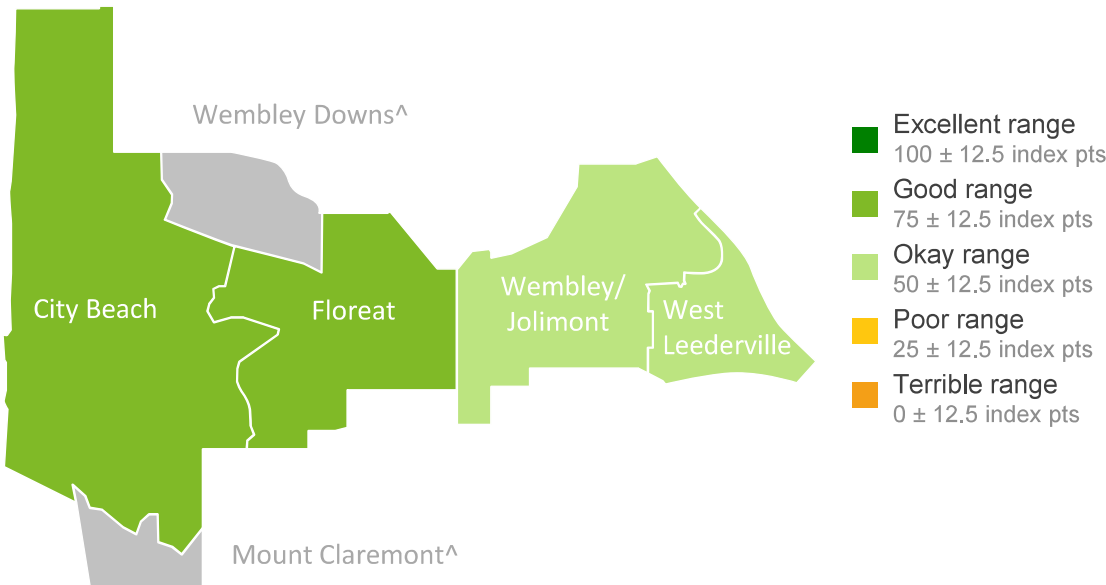 Wembley Downs^
City Beach
Floreat
Wembley/
Jolimont
West
Leederville
Mount Claremont^
Excellent range
100 ± 12.5 index pts
Good range
75 ± 12.5 index pts
Okay range
50 ± 12.5 index pts
Poor range
25 ± 12.5 index pts
Terrible range
0 ± 12.5 index pts